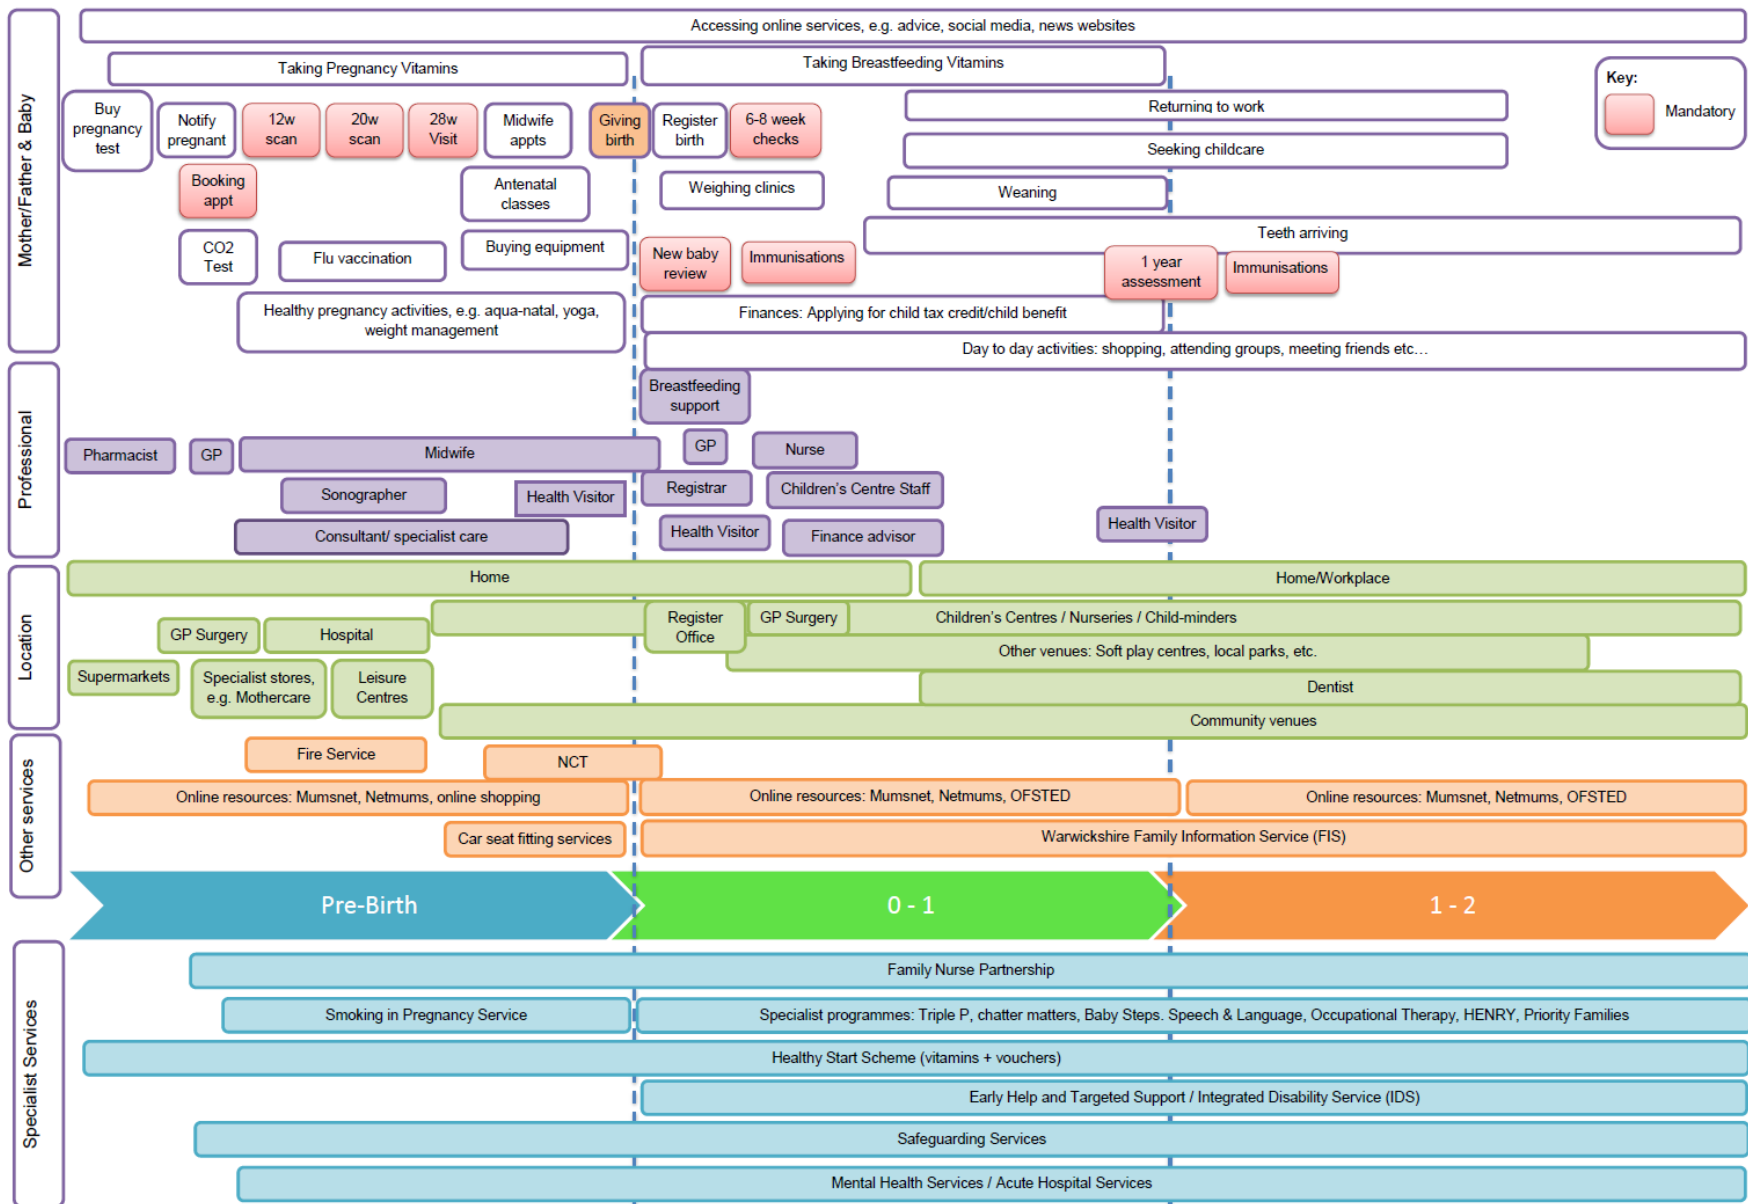 Accessing online services, e.g. advice, social media, news websites
Mother/Father & Baby
Taking Pregnancy Vitamins
Taking Breastfeeding Vitamins
Key:
Mandatory
Buy
pregnancy
test
Notify
pregnant
12w
scan
20w
scan
28w
Visit
Midwife
appts
Giving
birth
Register
birth
6-8 week
checks
Returning to work
Seeking childcare
Booking
appt
Antenatal
classes
Weighing clinics
Weaning
Teeth arriving
CO2
Test
Flu vaccination
Buying equipment
New baby
review
Immunisations
1 year
assessment
Immunisations
Healthy pregnancy activities, e.g. aqua-natal, yoga,
weight management
Finances: Applying for child tax credit/child benefit
Day to day activities: shopping, attending groups, meeting friends etc…
Professional
Breastfeeding
support
Pharmacist
GP
Midwife
GP
Nurse
Sonographer
Health Visitor
Registrar
Children's Centre Staff
Consultant/ specialist care
Health Visitor
Finance advisor
Health Visitor
Location
Home
Home/Workplace
GP Surgery
Hospital
Register
Office
GP Surgery
Children's Centres / Nurseries / Child-minders
Other venues: Soft play centres, local parks, etc.
Supermarkets
Specialist stores,
e.g. Mothercare
Leisure
Centres
Dentist
Community venues
Other services
Fire Service
NCT
Online resources: Mumsnet, Netmums, online shopping
Online resources: Mumsnet, Netmums, OFSTED
Online resources: Mumsnet, Netmums, OFSTED
Car seat fitting services
Warwickshire Family Information Service (FIS)
Pre-Birth
0 - 1
1 - 2
Specialist Services
Family Nurse Partnership
Smoking in Pregnancy Service
Specialist programmes: Triple P, chatter matters, Baby Steps. Speech & Language, Occupational Therapy, HENRY, Priority Families
Healthy Start Scheme (vitamins + vouchers)
Early Help and Targeted Support / Integrated Disability Service (IDS)
Safeguarding Services
Mental Health Services / Acute Hospital Services